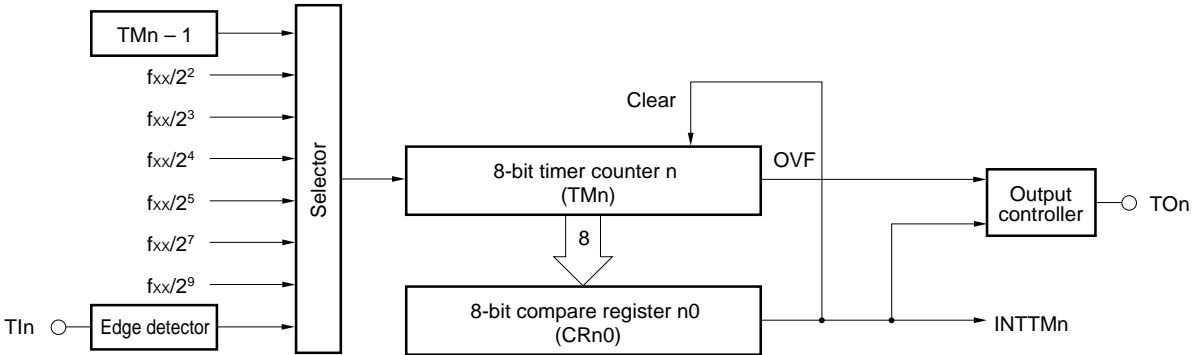 TMn – 1
fxx/2²
fxx/2³
fxx/2⁴
fxx/2⁵
fxx/2⁷
fxx/2⁹
TIn
Edge detector
Selector
Clear
8-bit timer counter n
(TMn)
OVF
8
8-bit compare register n0
(CRn0)
Output
controller
TOn
INTTMn